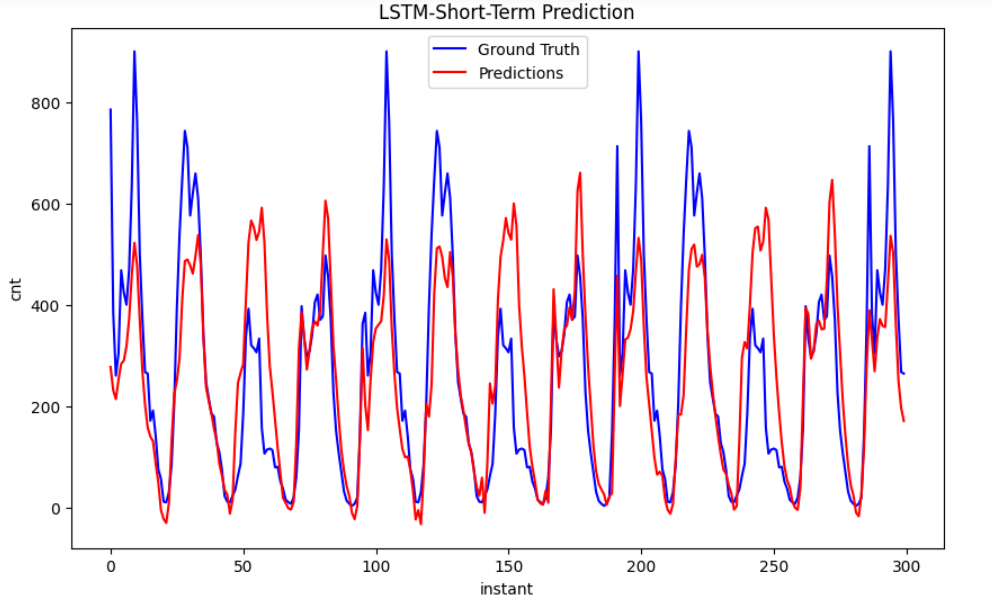 LSTM-Short-Term Prediction
Ground Truth
Predictions
800
600
400
200
0
cnt
0 50 100 150 200 250 300
instant